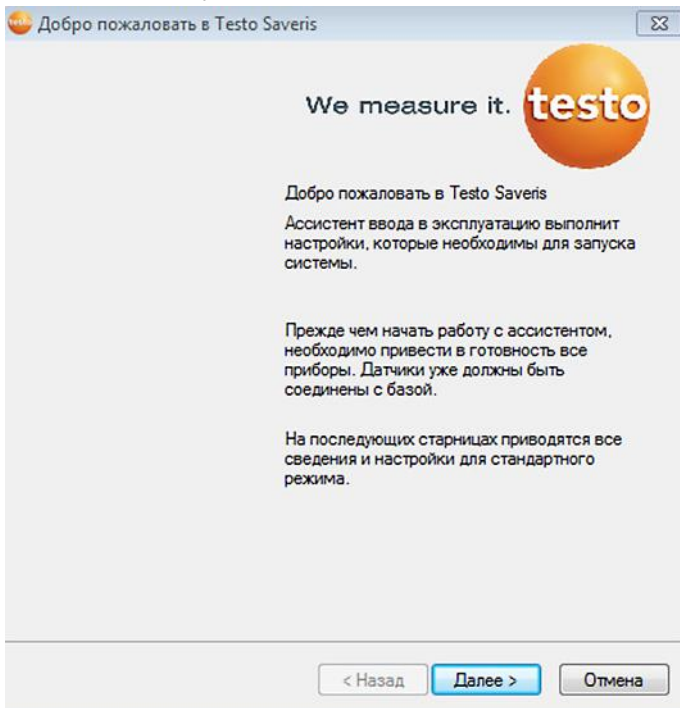 Добро пожаловать в Testo Saveris
We measure it. testo
Добро пожаловать в Testo Saveris
Ассистент ввода в эксплуатацию выполнит
настройки, которые необходимы для запуска
системы.
Прежде чем начать работу с ассистентом,
необходимо привести в готовность все
приборы. Датчики уже должны быть
соединены с базой.
На последующих старницах приводятся все
сведения и настройки для стандартного
режима.
< Назад Далее > Отмена